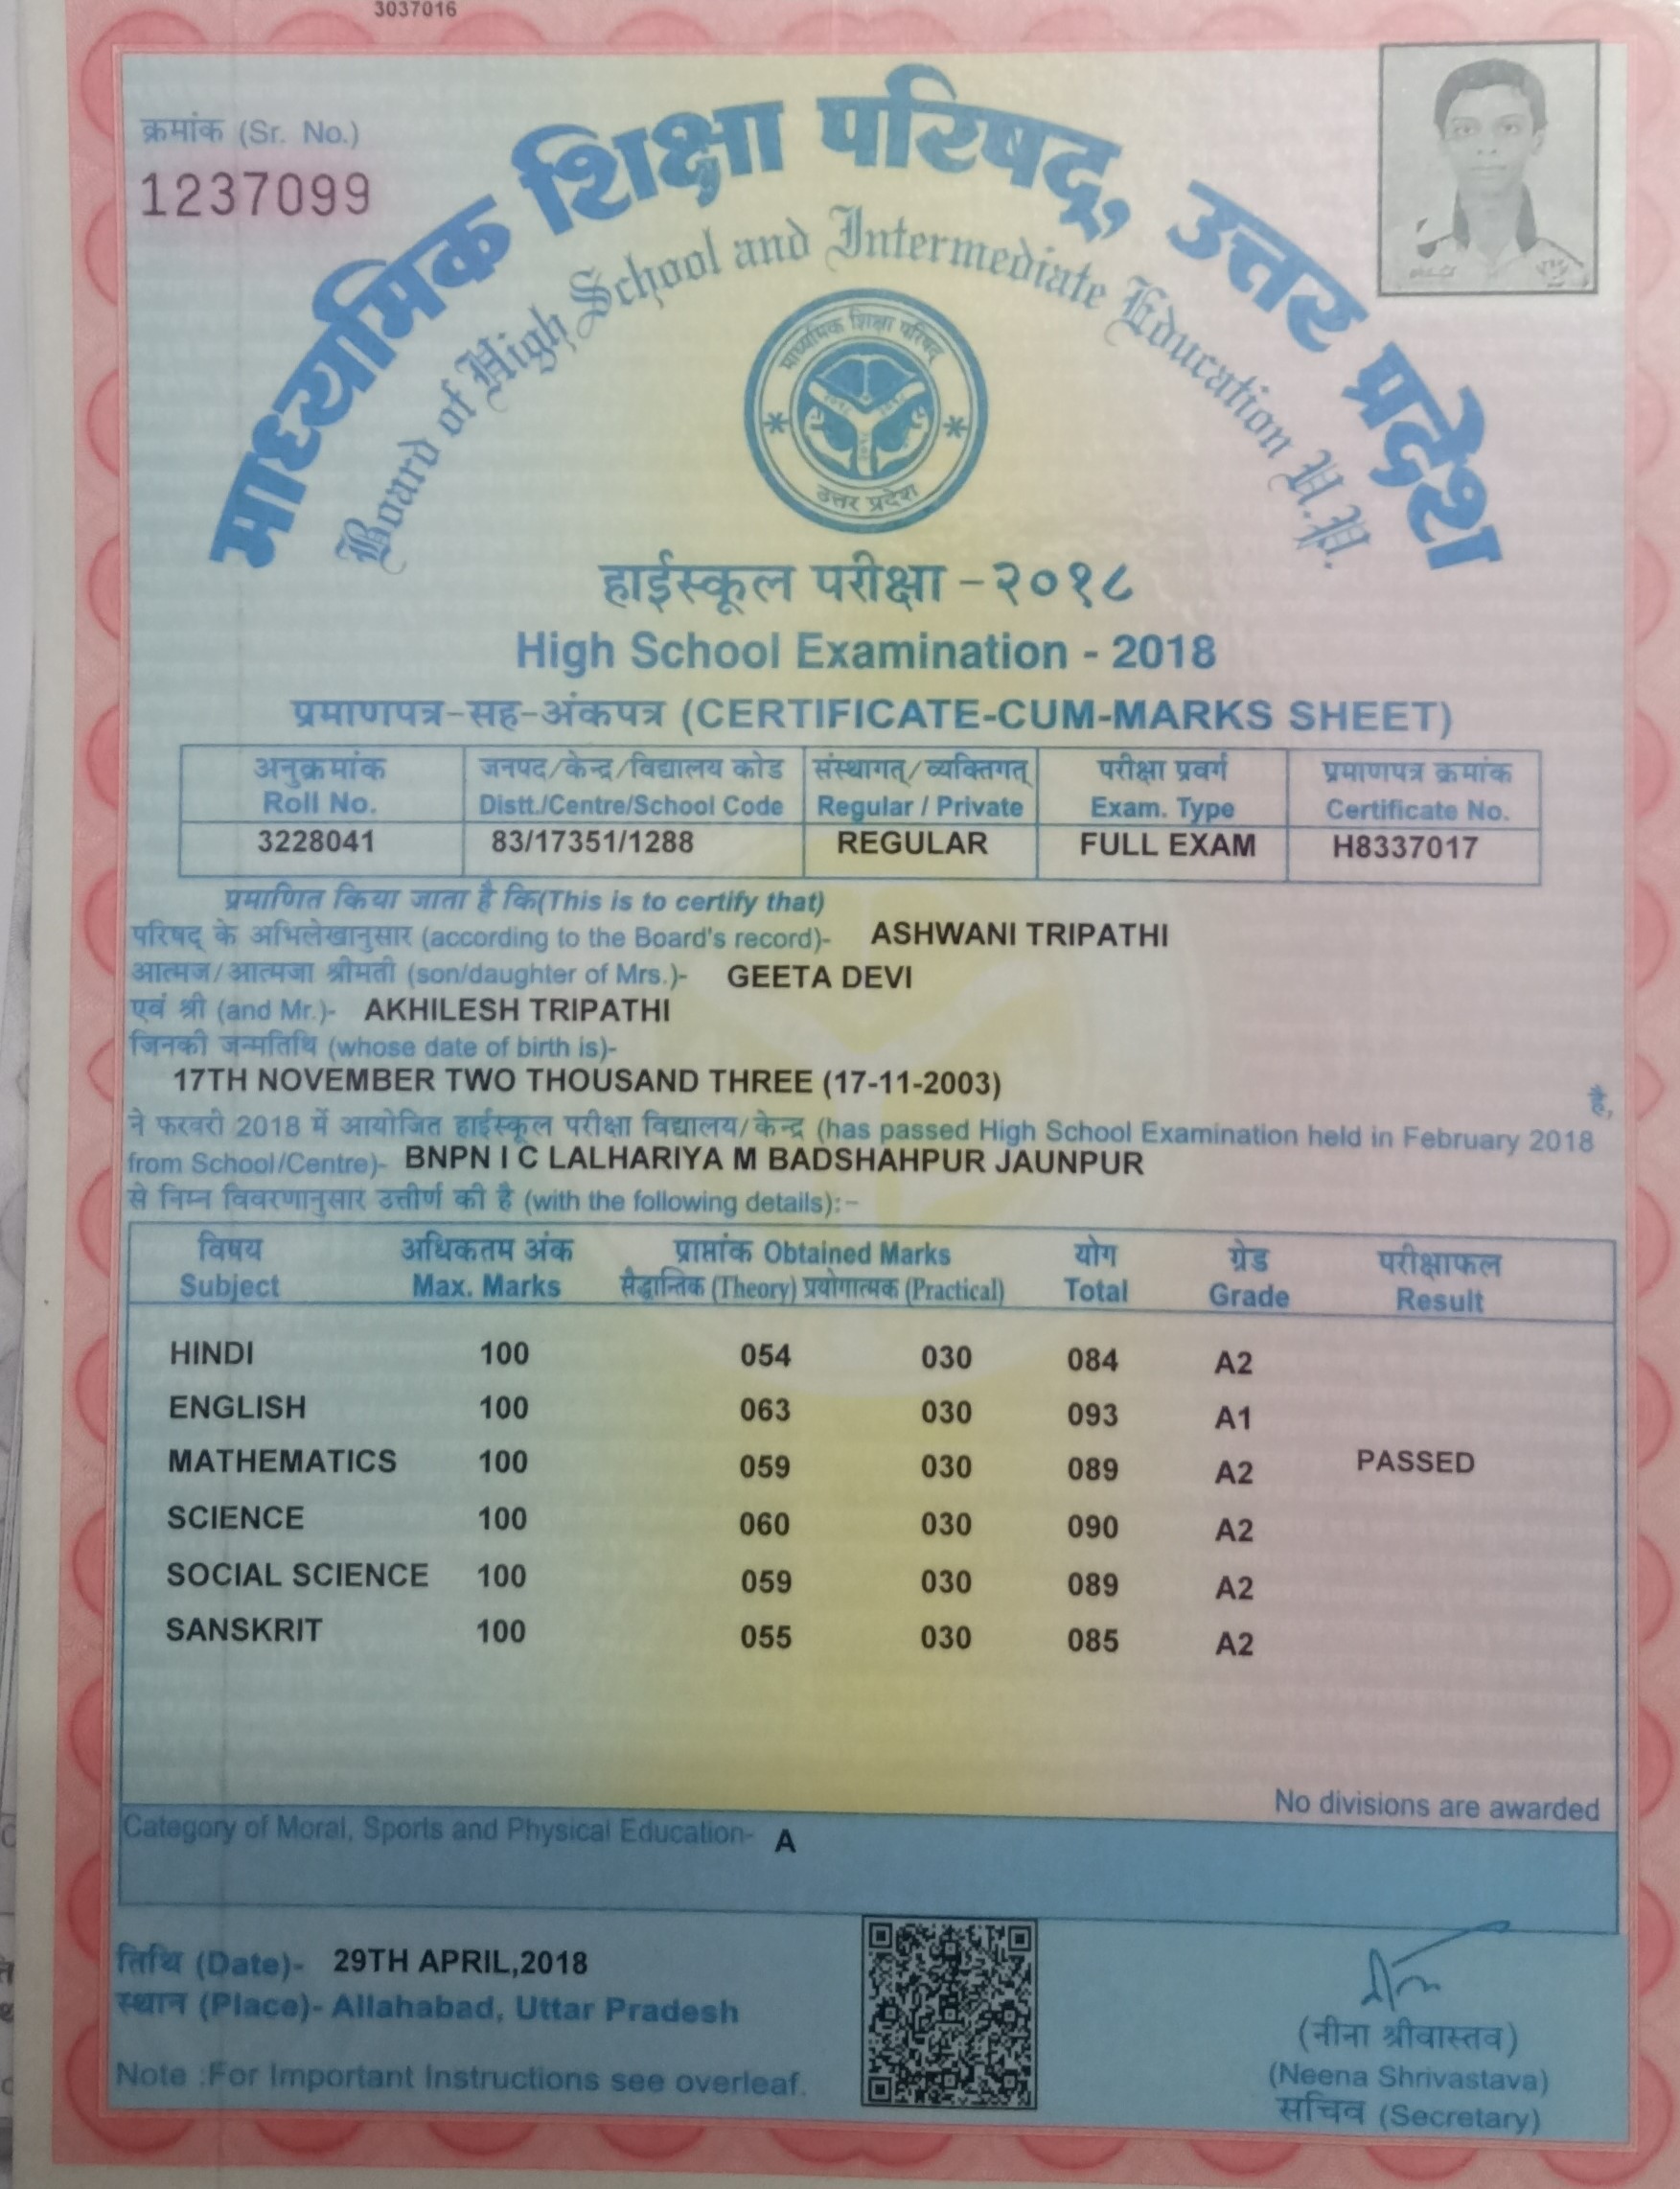 3037016
क्रमांक (Sr. No.)
1237099
माध्यमिक शिक्षा परिषद्, उत्तर प्रदेश
Board of High School and Intermediate Education U.P.
माध्यमिक शिक्षा परिषद्
उत्तर प्रदेश
हाईस्कूल परीक्षा -२०१८
High School Examination - 2018
प्रमाणपत्र-सह-अंकपत्र (CERTIFICATE-CUM-MARKS SHEET)
अनुक्रमांक जनपद/केन्द्र/विद्यालय कोड संस्थागत्/व्यक्तिगत् परीक्षा प्रवर्ग प्रमाणपत्र क्रमांक
Roll No. Distt./Centre/School Code Regular / Private Exam. Type Certificate No.
3228041 83/17351/1288 REGULAR FULL EXAM H8337017
प्रमाणित किया जाता है कि(This is to certify that)
परिषद् के अभिलेखानुसार (according to the Board's record)- ASHWANI TRIPATHI
आत्मज/आत्मजा श्रीमती (son/daughter of Mrs.)- GEETA DEVI
एवं श्री (and Mr.)- AKHILESH TRIPATHI
जिनकी जन्मतिथि (whose date of birth is)-
17TH NOVEMBER TWO THOUSAND THREE (17-11-2003) है,
ने फरवरी 2018 में आयोजित हाईस्कूल परीक्षा विद्यालय/केन्द्र (has passed High School Examination held in February 2018
from School/Centre)- BNPN I C LALHARIYA M BADSHAHPUR JAUNPUR
से निम्न विवरणानुसार उत्तीर्ण की है (with the following details):-
विषय अधिकतम अंक प्राप्तांक Obtained Marks योग ग्रेड परीक्षाफल
Subject Max. Marks सैद्धान्तिक (Theory) प्रयोगात्मक (Practical) Total Grade Result
HINDI 100 054 030 084 A2
ENGLISH 100 063 030 093 A1
MATHEMATICS 100 059 030 089 A2 PASSED
SCIENCE 100 060 030 090 A2
SOCIAL SCIENCE 100 059 030 089 A2
SANSKRIT 100 055 030 085 A2
No divisions are awarded
Category of Moral, Sports and Physical Education- A
तिथि (Date)- 29TH APRIL,2018
स्थान (Place)- Allahabad, Uttar Pradesh
Note :For Important Instructions see overleaf.
(नीना श्रीवास्तव)
(Neena Shrivastava)
सचिव (Secretary)